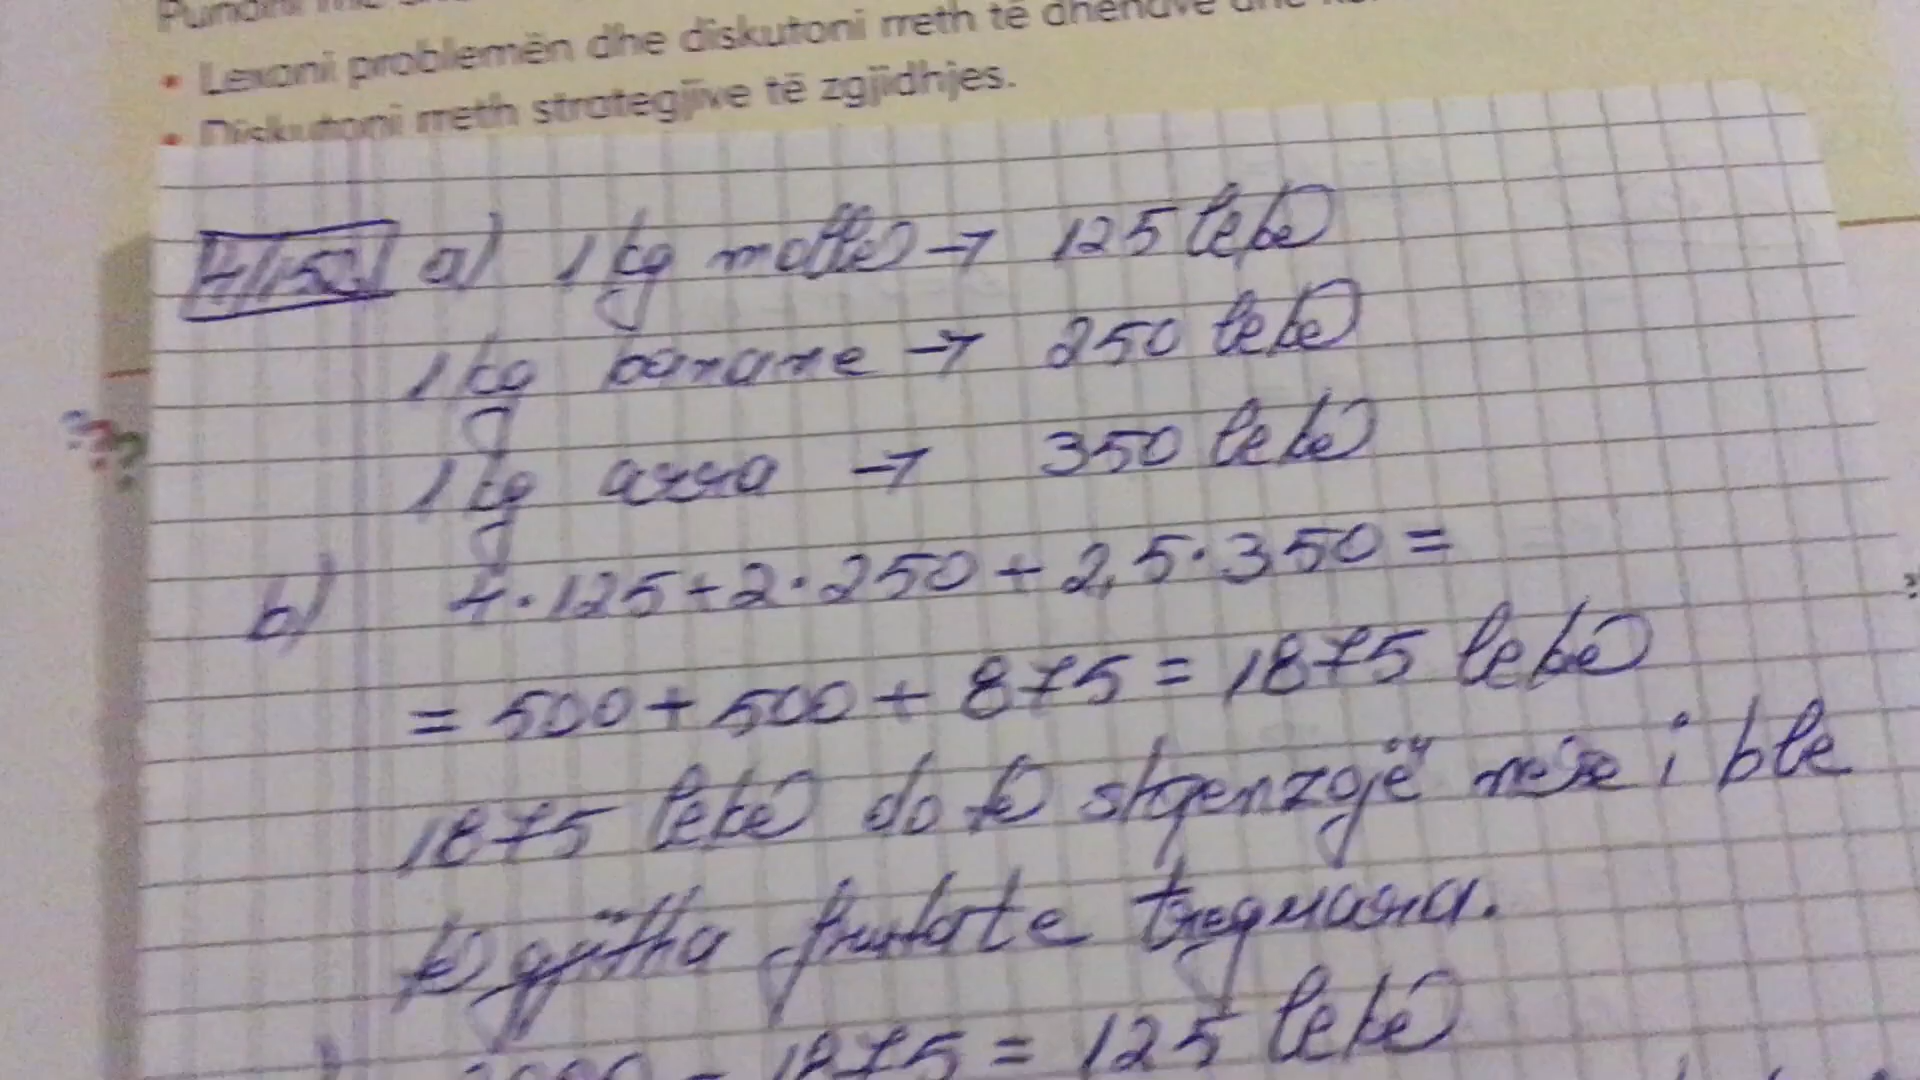 • Lexoni problemën dhe diskutoni rreth të dhënave dhe
• Diskutoni rreth strategjive të zgjidhjes.
4/152 a) 1 kg mollë → 125 lekë
1 kg banane → 250 lekë
1 kg arra → 350 lekë
b) 4·125+2·250+2,5·350=
=500+500+875=1875 lekë
1875 lekë do të shpenzojë nëse i ble
të gjitha frutat e treguara.
- 1875 = 125 lekë